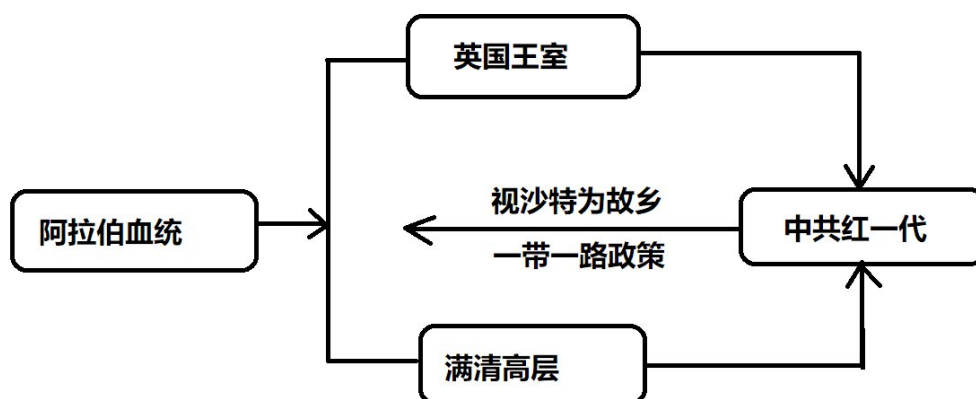 英国王室
视沙特为故乡
阿拉伯血统
中共红一代
一带一路政策
满清高层